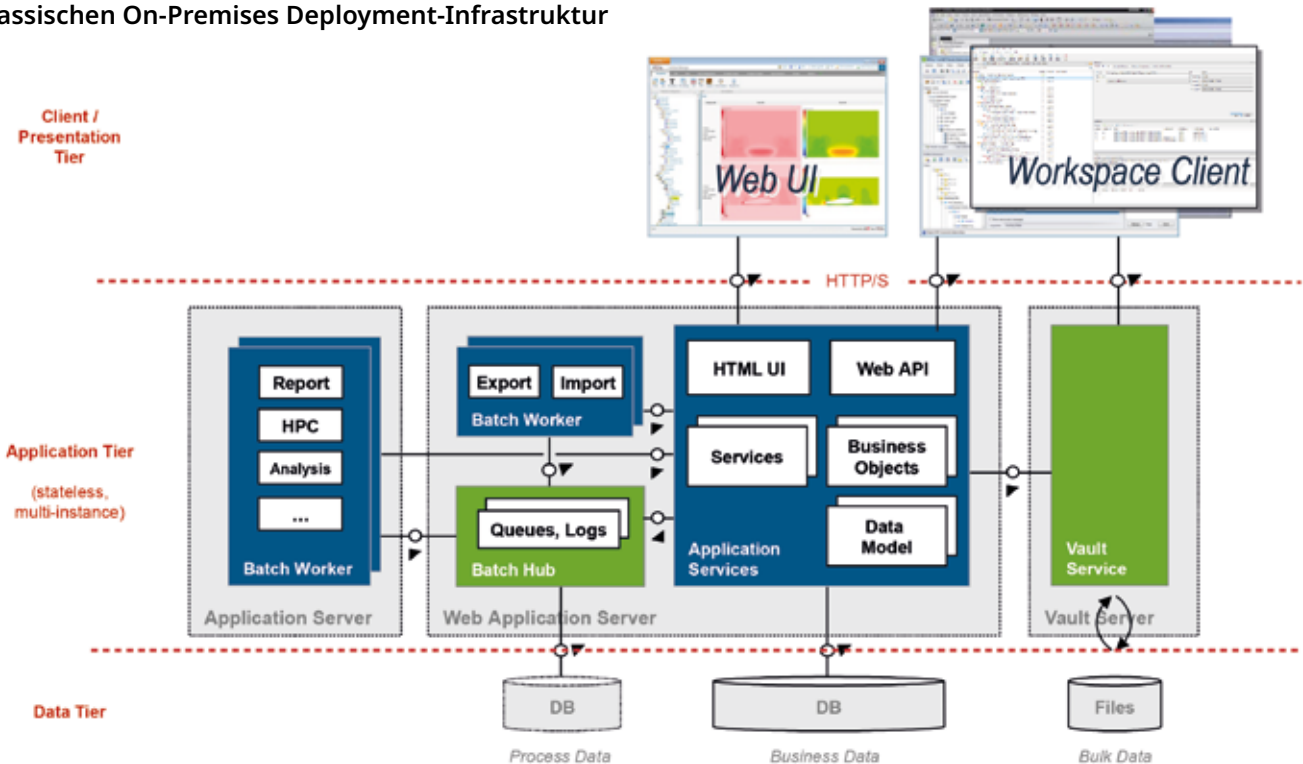 assischen On-Premises Deployment-Infrastruktur
Client /
Presentation
Tier
Web UI
Workspace Client
HTTP/S
Report
HPC
Analysis
...
Batch Worker
Application Server
Export
Import
Batch Worker
Queues, Logs
Batch Hub
Web Application Server
HTML UI
Web API
Services
Business
Objects
Data
Model
Application
Services
Vault
Service
Vault Server
Application Tier
(stateless,
multi-instance)
Data Tier
DB
Process Data
DB
Business Data
Files
Bulk Data